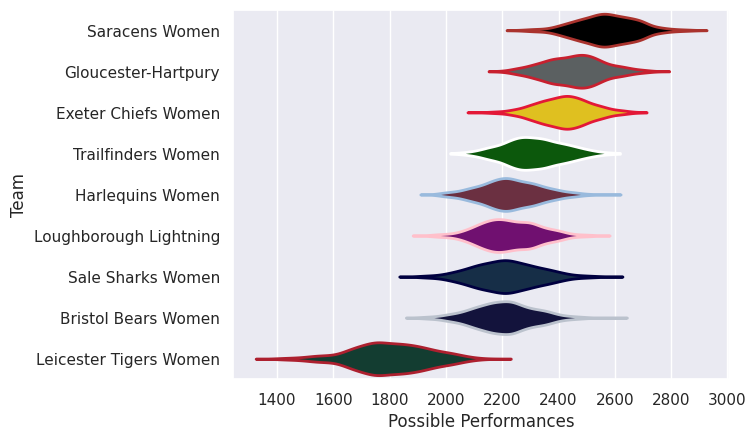 Saracens Women
Gloucester-Hartpury
Exeter Chiefs Women
Trailfinders Women
Harlequins Women
Loughborough Lightning
Sale Sharks Women
Bristol Bears Women
Leicester Tigers Women
Team
1400 1600 1800 2000 2200 2400 2600 2800 3000
Possible Performances